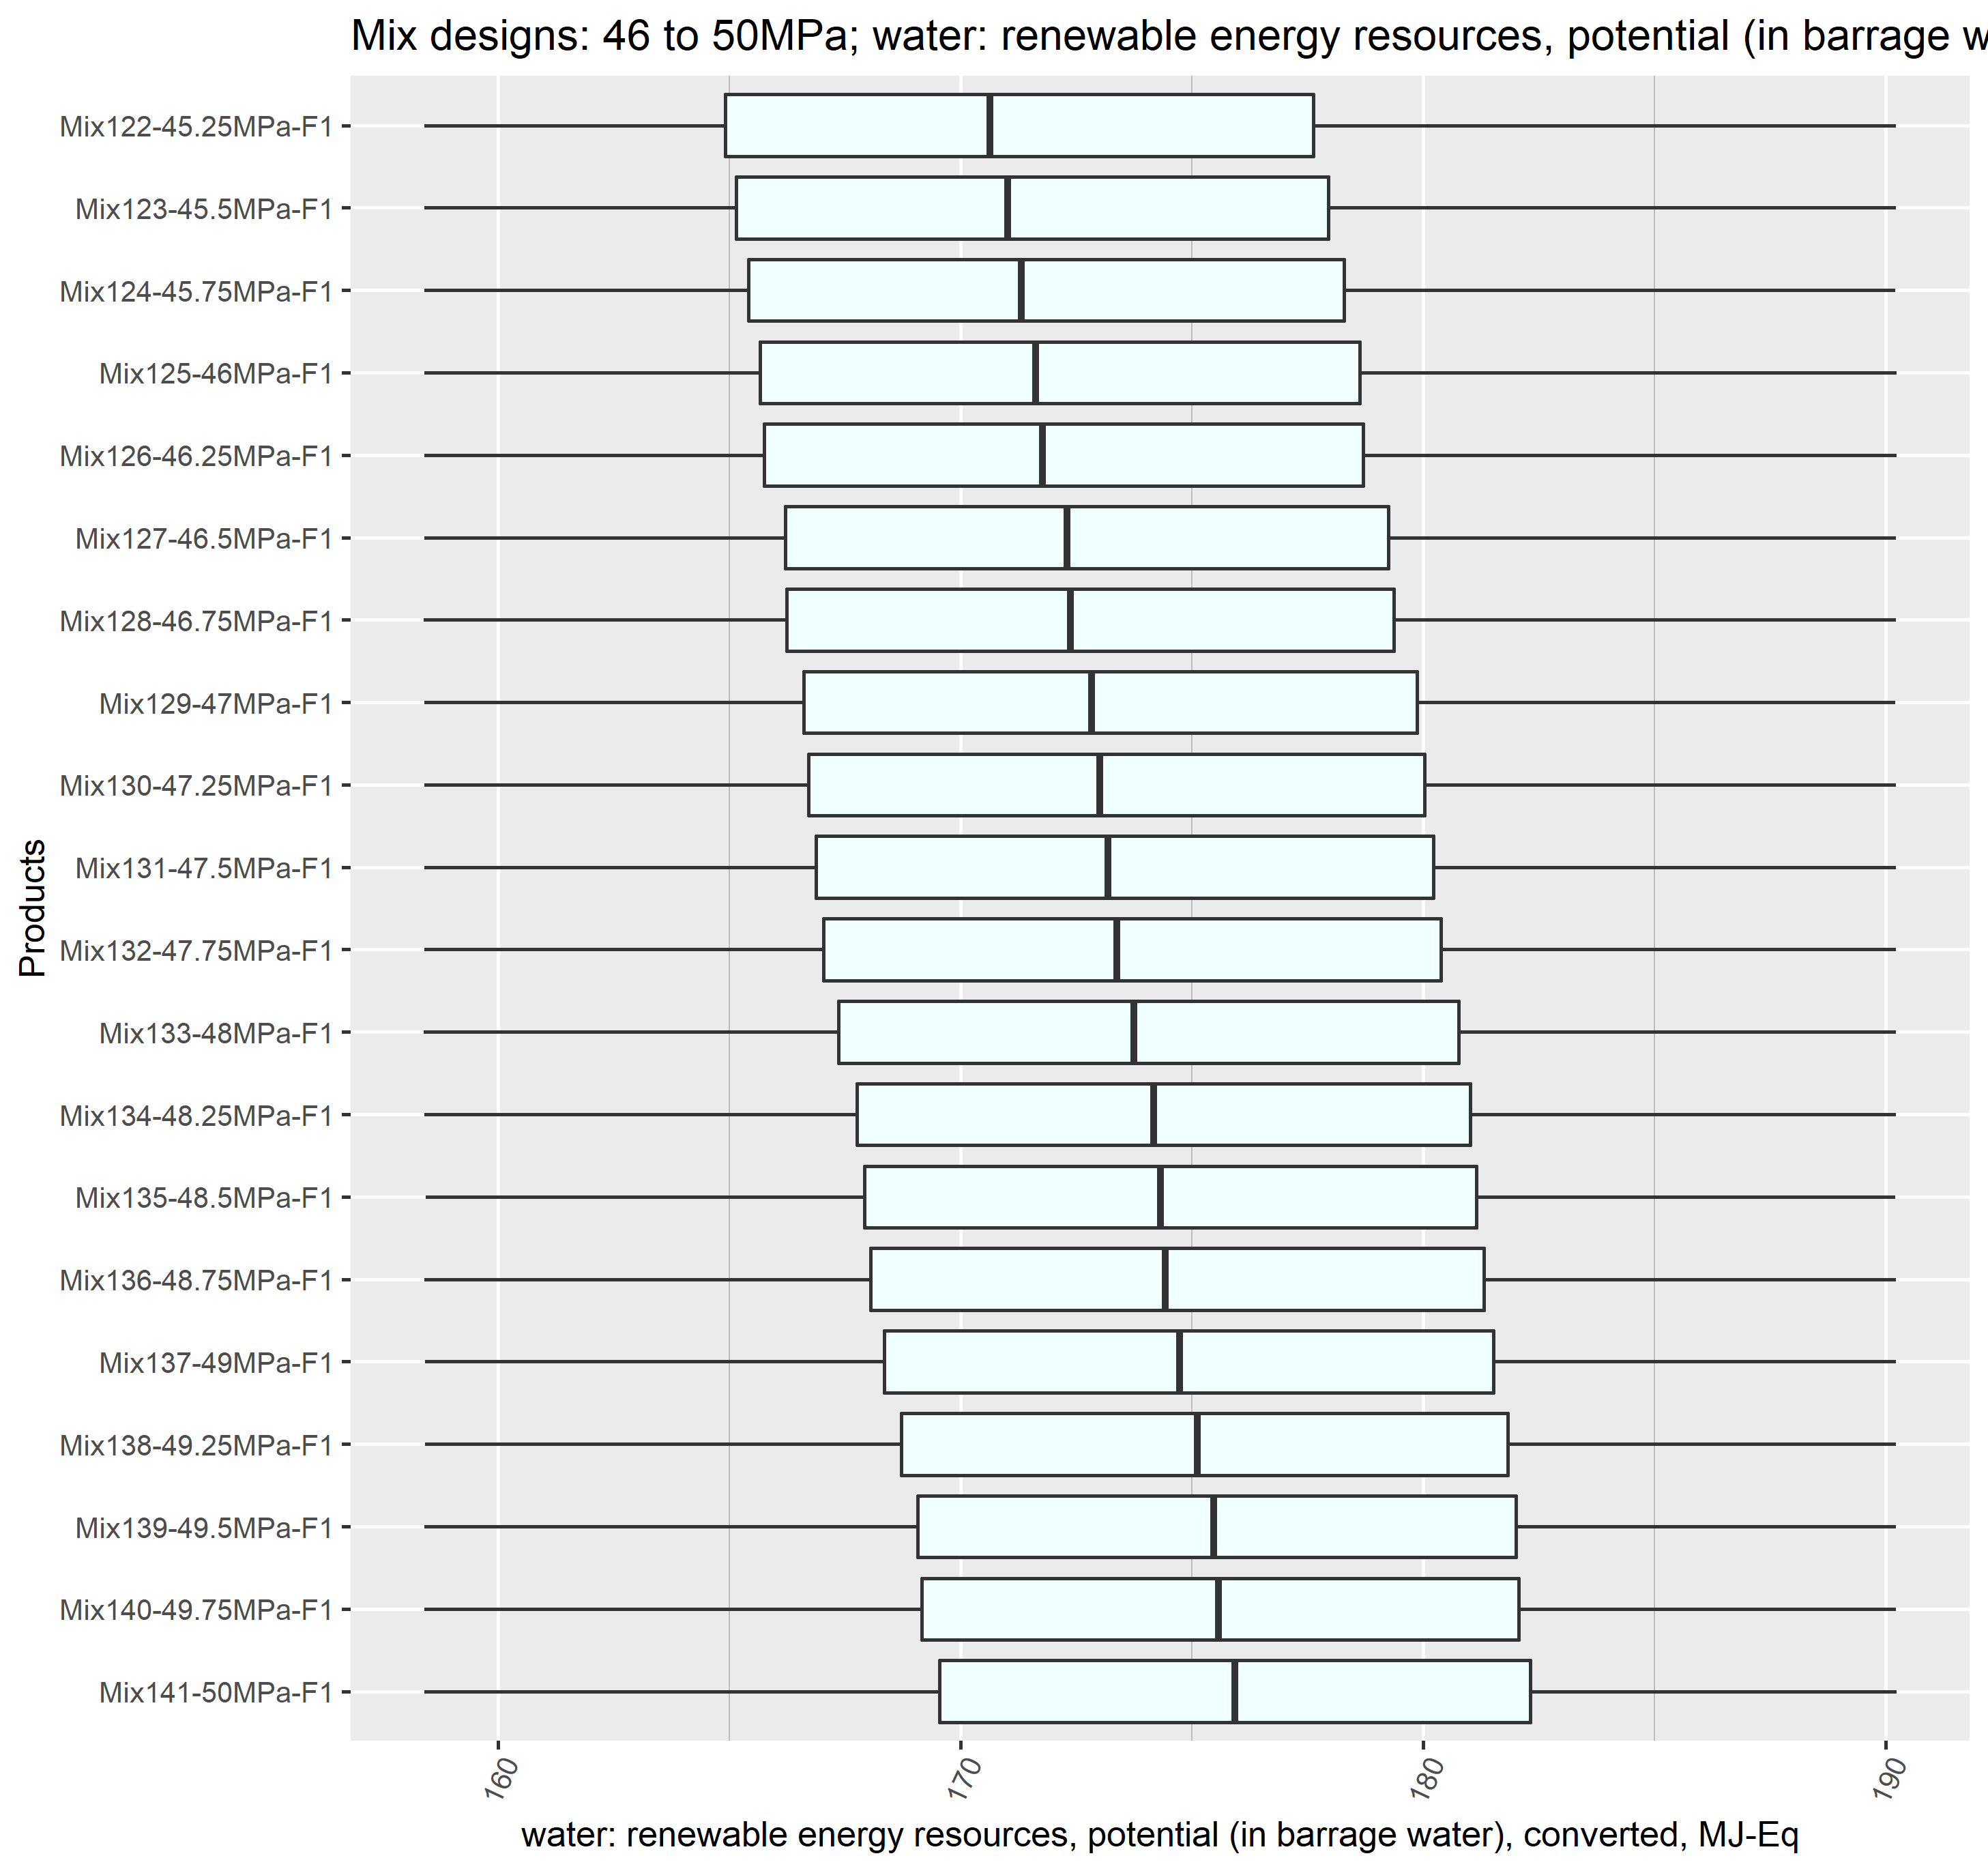 Mix designs: 46 to 50MPa; water: renewable energy resources, potential (in barrage w
Mix122-45.25MPa-F1
Mix123-45.5MPa-F1
Mix124-45.75MPa-F1
Mix125-46MPa-F1
Mix126-46.25MPa-F1
Mix127-46.5MPa-F1
Mix128-46.75MPa-F1
Mix129-47MPa-F1
Mix130-47.25MPa-F1
Mix131-47.5MPa-F1
Mix132-47.75MPa-F1
Mix133-48MPa-F1
Mix134-48.25MPa-F1
Mix135-48.5MPa-F1
Mix136-48.75MPa-F1
Mix137-49MPa-F1
Mix138-49.25MPa-F1
Mix139-49.5MPa-F1
Mix140-49.75MPa-F1
Mix141-50MPa-F1
Products
160
170
180
190
water: renewable energy resources, potential (in barrage water), converted, MJ-Eq